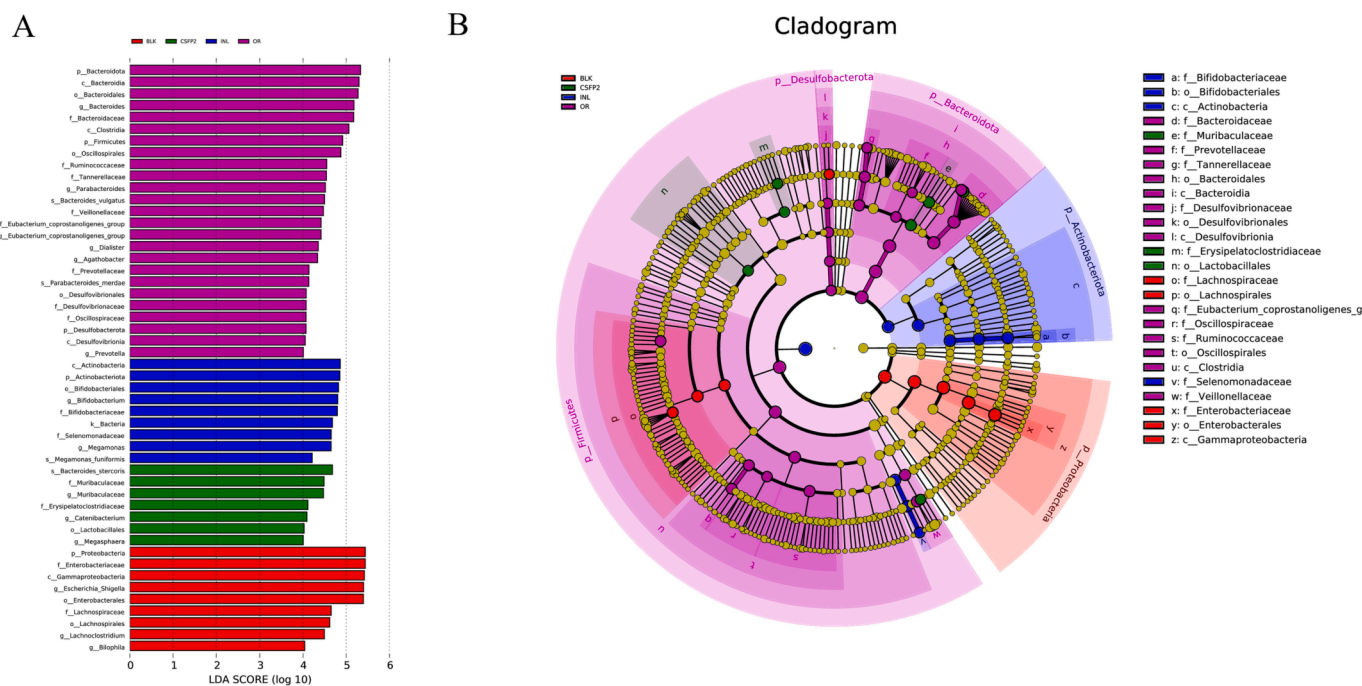 A
BLK CSFP2 INL OR
p__Bacteroidota
c__Bacteroidia
o__Bacteroidales
g__Bacteroides
f__Bacteroidaceae
c__Clostridia
p__Firmicutes
o__Oscillospirales
f__Ruminococcaceae
f__Tannerellaceae
g__Parabacteroides
s__Bacteroides_vulgatus
f__Veillonellaceae
f__Eubacterium_coprostanoligenes_group
g__Eubacterium_coprostanoligenes_group
g__Dialister
g__Agathobacter
f__Prevotellaceae
s__Parabacteroides_merdae
o__Desulfovibrionales
f__Desulfovibrionaceae
p__Desulfobacterota
c__Desulfovibrionia
g__Prevotella
c__Actinobacteria
p__Actinobacteriota
o__Bifidobacteriales
g__Bifidobacterium
f__Bifidobacteriaceae
k__Bacteria
f__Selenomonadaceae
g__Megamonas
s__Megamonas_funiformis
s__Bacteroides_stercoris
f__Muribaculaceae
g__Muribaculaceae
f__Erysipelatoclostridiaceae
g__Catenibacterium
o__Lactobacillales
g__Megasphaera
p__Proteobacteria
f__Enterobacteriaceae
c__Gammaproteobacteria
g__Escherichia_Shigella
o__Enterobacterales
f__Lachnospiraceae
o__Lachnospirales
g__Lachnoclostridium
g__Bilophila
0 1 2 3 4 5 6
LDA SCORE (log 10)
B
Cladogram
BLK
CSFP2
INL
OR
p__Desulfobacterota
p__Bacteroidota
p__Actinobacteriota
p__Proteobacteria
p__Firmicutes
l
k
j
i
h
g
f
e
d
c
b
a
m
n
o
p
q
r
s
t
u
v
w
x
y
z
a: f__Bifidobacteriaceae
b: o__Bifidobacteriales
c: c__Actinobacteria
d: f__Bacteroidaceae
e: f__Muribaculaceae
f: f__Prevotellaceae
g: f__Tannerellaceae
h: o__Bacteroidales
i: c__Bacteroidia
j: f__Desulfovibrionaceae
k: o__Desulfovibrionales
l: c__Desulfovibrionia
m: f__Erysipelatoclostridiaceae
n: o__Lactobacillales
o: f__Lachnospiraceae
p: o__Lachnospirales
q: f__Eubacterium_coprostanoligenes_g
r: f__Oscillospiraceae
s: f__Ruminococcaceae
t: o__Oscillospirales
u: c__Clostridia
v: f__Selenomonadaceae
w: f__Veillonellaceae
x: f__Enterobacteriaceae
y: o__Enterobacterales
z: c__Gammaproteobacteria